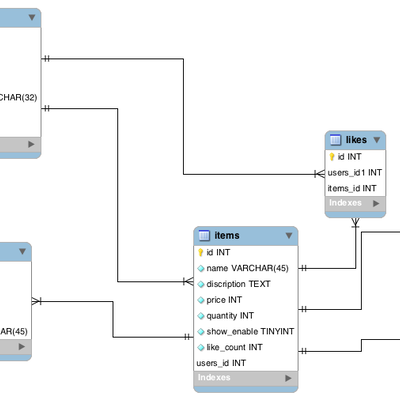 CHAR(32)
likes
id INT
users_id1 INT
items_id INT
Indexes
items
id INT
name VARCHAR(45)
discription TEXT
price INT
quantity INT
show_enable TINYINT
like_count INT
users_id INT
Indexes
AR(45)